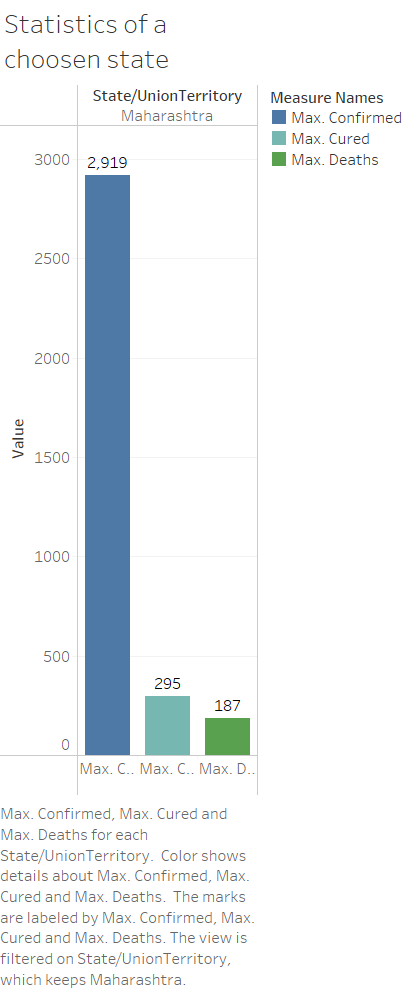 Statistics of a
choosen state
State/UnionTerritory
Maharashtra
Measure Names
Max. Confirmed
Max. Cured
Max. Deaths
3000
2,919
2500
2000
Value
1500
1000
500
295
187
0
Max. C.. Max. C.. Max. D..
Max. Confirmed, Max. Cured and
Max. Deaths for each
State/UnionTerritory.  Color shows
details about Max. Confirmed, Max.
Cured and Max. Deaths.  The marks
are labeled by Max. Confirmed, Max.
Cured and Max. Deaths. The view is
filtered on State/UnionTerritory,
which keeps Maharashtra.